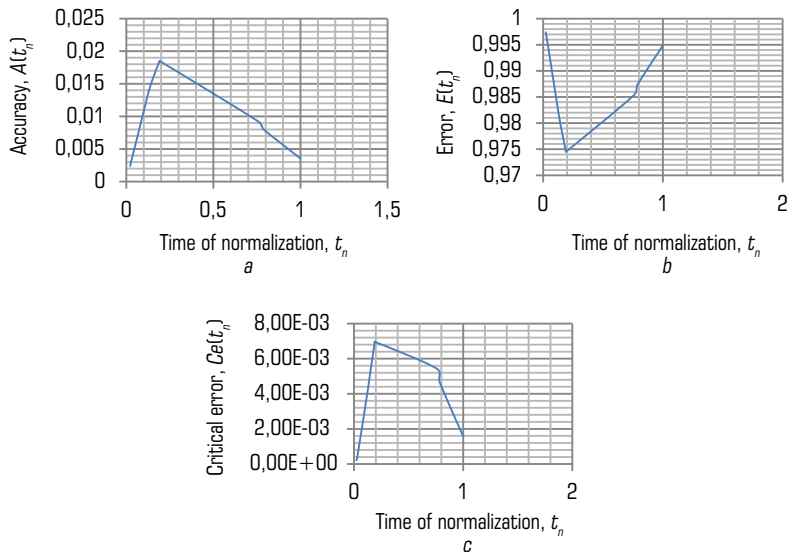 0,025
0,02
0,015
0,01
0,005
0
Accuracy, A(tₙ)
0 0,5 1 1,5
Time of normalization, tₙ
a
1
0,995
0,99
0,985
0,98
0,975
0,97
Error, E(tₙ)
0 1 2
Time of normalization, tₙ
b
8,00E-03
6,00E-03
4,00E-03
2,00E-03
0,00E+00
Critical error, Ce(tₙ)
0 1 2
Time of normalization, tₙ
c